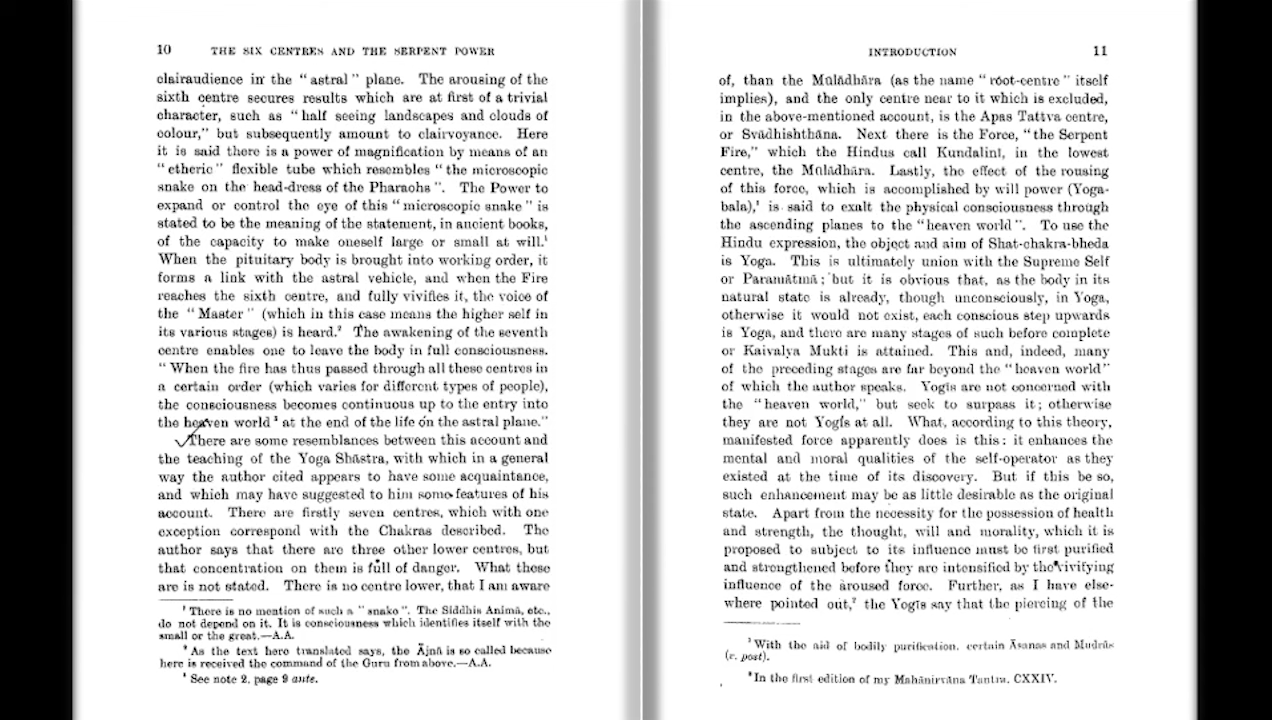 10 THE SIX CENTRES AND THE SERPENT POWER
clairaudience in the “astral” plane. The arousing of the
sixth centre secures results which are at first of a trivial
character, such as “half seeing landscapes and clouds of
colour,” but subsequently amount to clairvoyance. Here
it is said there is a power of magnification by means of an
“etheric” flexible tube which resembles “the microscopic
snake on the head-dress of the Pharaohs”. The Power to
expand or control the eye of this “microscopic snake” is
stated to be the meaning of the statement, in ancient books,
of the capacity to make oneself large or small at will.¹
When the pituitary body is brought into working order, it
forms a link with the astral vehicle, and when the Fire
reaches the sixth centre, and fully vivifies it, the voice of
the “Master” (which in this case means the higher self in
its various stages) is heard.² The awakening of the seventh
centre enables one to leave the body in full consciousness.
“When the fire has thus passed through all these centres in
a certain order (which varies for different types of people),
the consciousness becomes continuous up to the entry into
the heaven world³ at the end of the life on the astral plane.”
There are some resemblances between this account and
the teaching of the Yoga Shāstra, with which in a general
way the author cited appears to have some acquaintance,
and which may have suggested to him some features of his
account. There are firstly seven centres, which with one
exception correspond with the Chakras described. The
author says that there are three other lower centres, but
that concentration on them is full of danger. What these
are is not stated. There is no centre lower, that I am aware
¹ There is no mention of such a “snake”. The Siddhis Animā, etc.,
do not depend on it. It is consciousness which identifies itself with the
small or the great.—A.A.
² As the text here translated says, the Ājnā is so called because
here is received the command of the Guru from above.—A.A.
³ See note 2, page 9 ante.
INTRODUCTION 11
of, than the Mūlādhāra (as the name “root-centre” itself
implies), and the only centre near to it which is excluded,
in the above-mentioned account, is the Apas Tattva centre,
or Svādhishthāna. Next there is the Force, “the Serpent
Fire,” which the Hindus call Kundalinī, in the lowest
centre, the Mūlādhāra. Lastly, the effect of the rousing
of this force, which is accomplished by will power (Yoga-
bala),¹ is said to exalt the physical consciousness through
the ascending planes to the “heaven world”. To use the
Hindu expression, the object and aim of Shat-chakra-bheda
is Yoga. This is ultimately union with the Supreme Self
or Paramātmā; but it is obvious that, as the body in its
natural state is already, though unconsciously, in Yoga,
otherwise it would not exist, each conscious step upwards
is Yoga, and there are many stages of such before complete
or Kaivalya Mukti is attained. This and, indeed, many
of the preceding stages are far beyond the “heaven world”
of which the author speaks. Yogīs are not concerned with
the “heaven world,” but seek to surpass it; otherwise
they are not Yogīs at all. What, according to this theory,
manifested force apparently does is this: it enhances the
mental and moral qualities of the self-operator as they
existed at the time of its discovery. But if this be so,
such enhancement may be as little desirable as the original
state. Apart from the necessity for the possession of health
and strength, the thought, will and morality, which it is
proposed to subject to its influence must be first purified
and strengthened before they are intensified by the vivifying
influence of the aroused force. Further, as I have else-
where pointed out,² the Yogīs say that the piercing of the
¹ With the aid of bodily purification, certain Āsanas and Mudrās
(v. post).
² In the first edition of my Mahānirvāna Tantra, CXXIV.